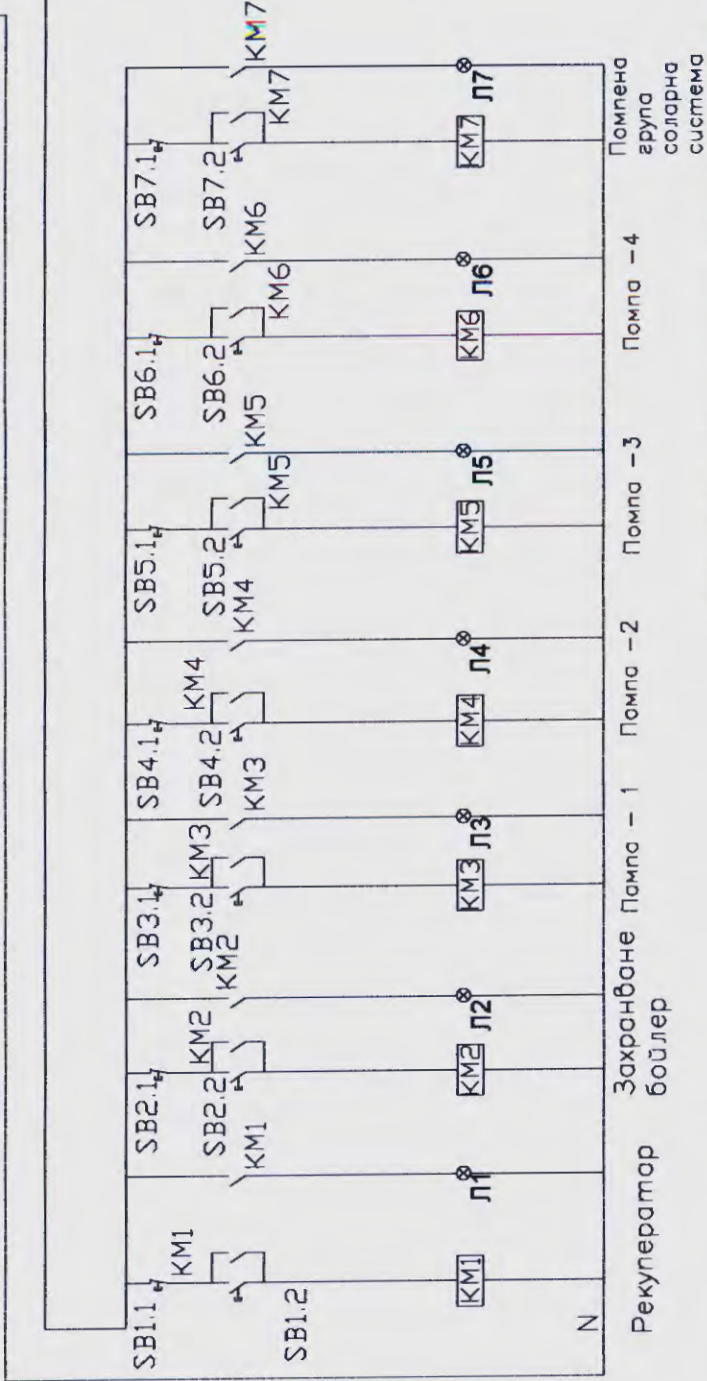 SB1.1
KM1
SB1.2
KM1
Л1
N
Рекуператор
KM1
SB2.1
KM2
SB2.2
KM2
Л2
KM2
Захранване
бойлер
SB3.1
KM3
SB3.2
KM3
Л3
KM3
Помпа - 1
SB4.1
KM4
SB4.2
KM4
Л4
KM4
Помпа -2
SB5.1
KM5
SB5.2
KM5
Л5
KM5
Помпа -3
SB6.1
KM6
SB6.2
KM6
Л6
KM6
Помпа -4
SB7.1
KM7
SB7.2
KM7
Л7
KM7
Помпена
група
соларна
система